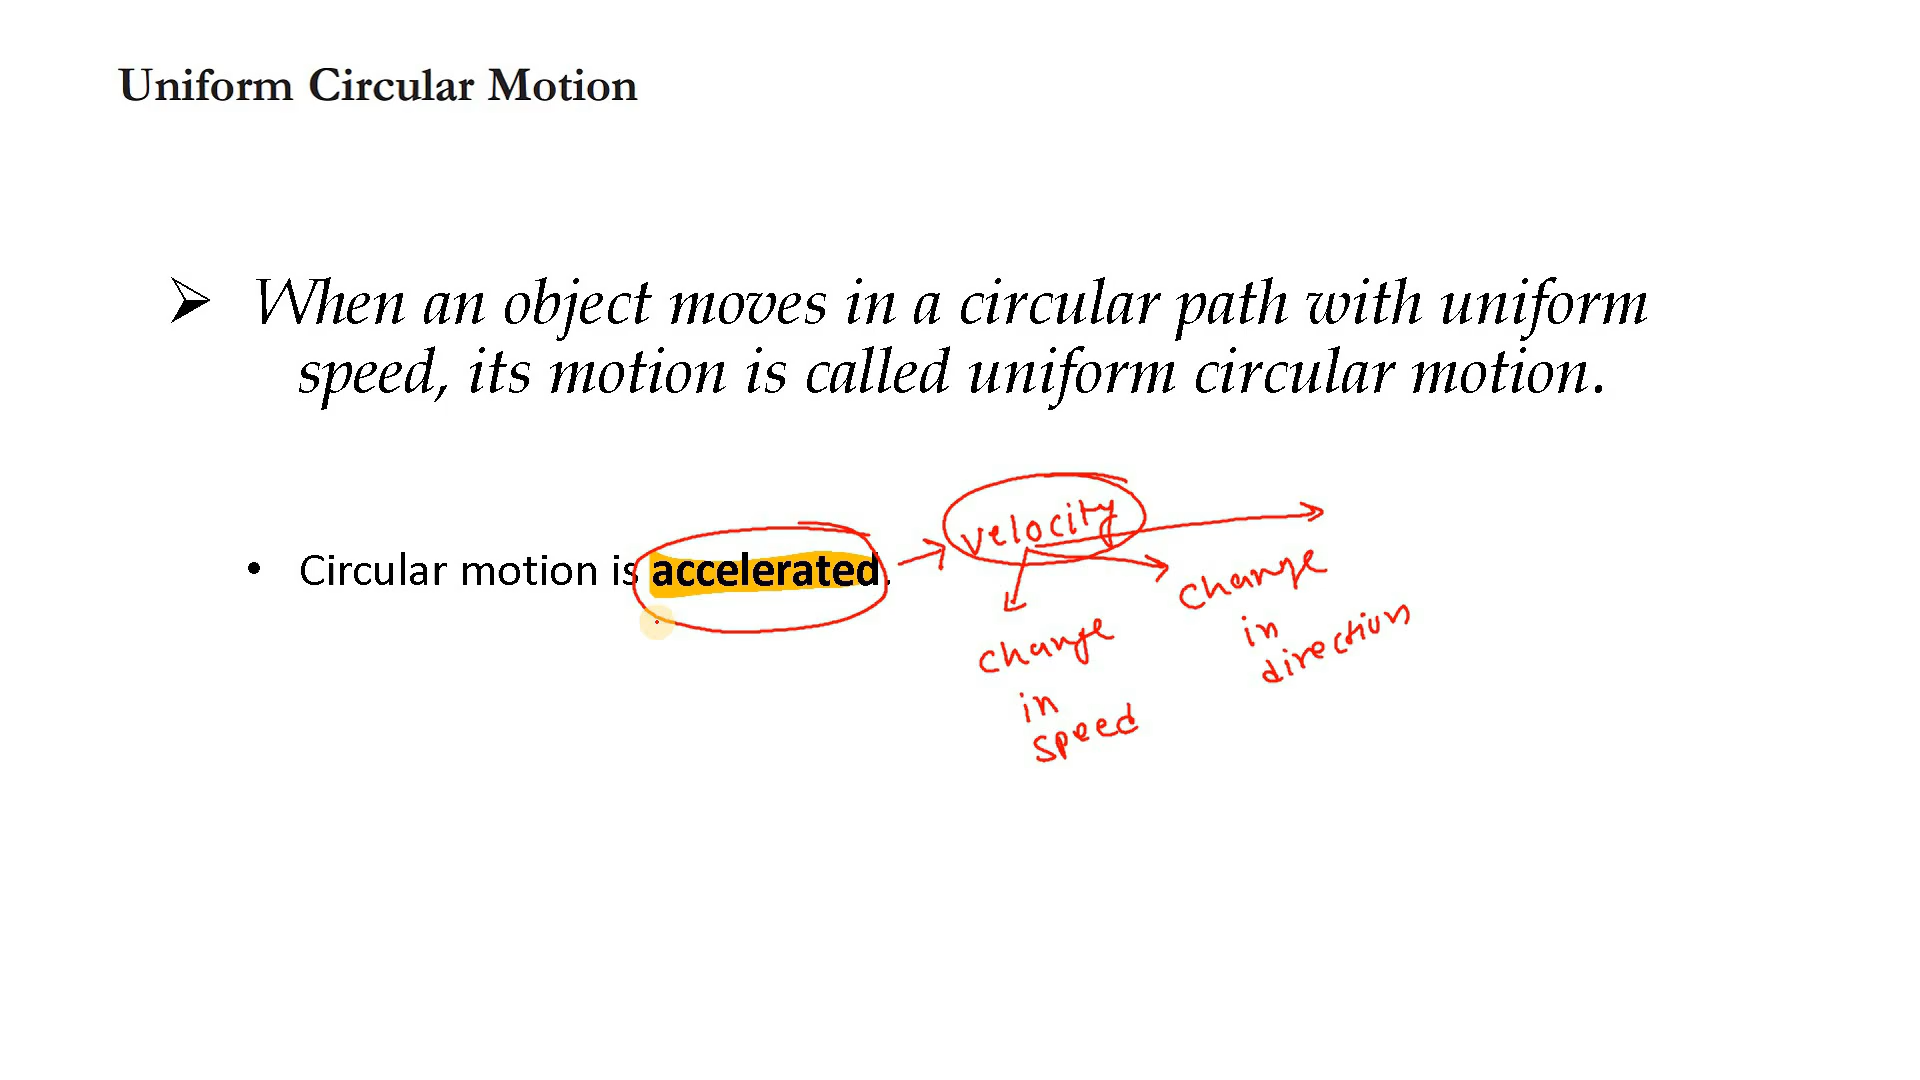 Uniform Circular Motion
When an object moves in a circular path with uniform
speed, its motion is called uniform circular motion.
• Circular motion is accelerated.
velocity
change
in
direction
change
in
speed